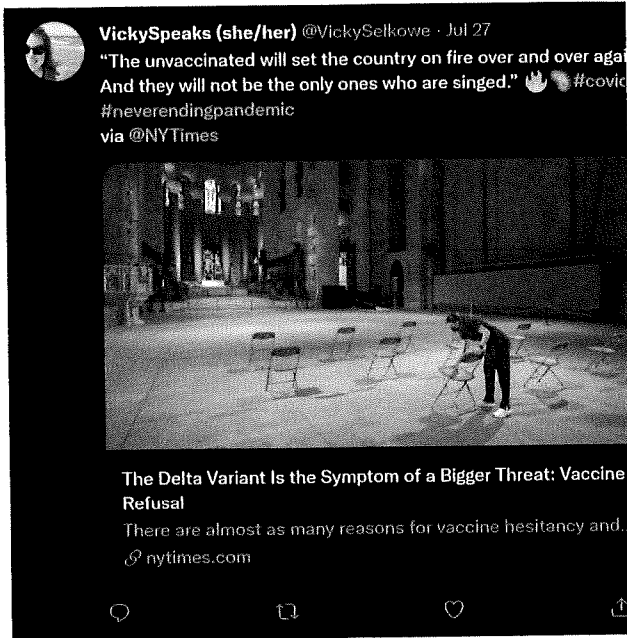 VickySpeaks (she/her) @VickySelkowe · Jul 27
“The unvaccinated will set the country on fire over and over agai
And they will not be the only ones who are singed.” #covic
#neverendingpandemic
via @NYTimes
The Delta Variant Is the Symptom of a Bigger Threat: Vaccine
Refusal
There are almost as many reasons for vaccine hesitancy and...
nytimes.com